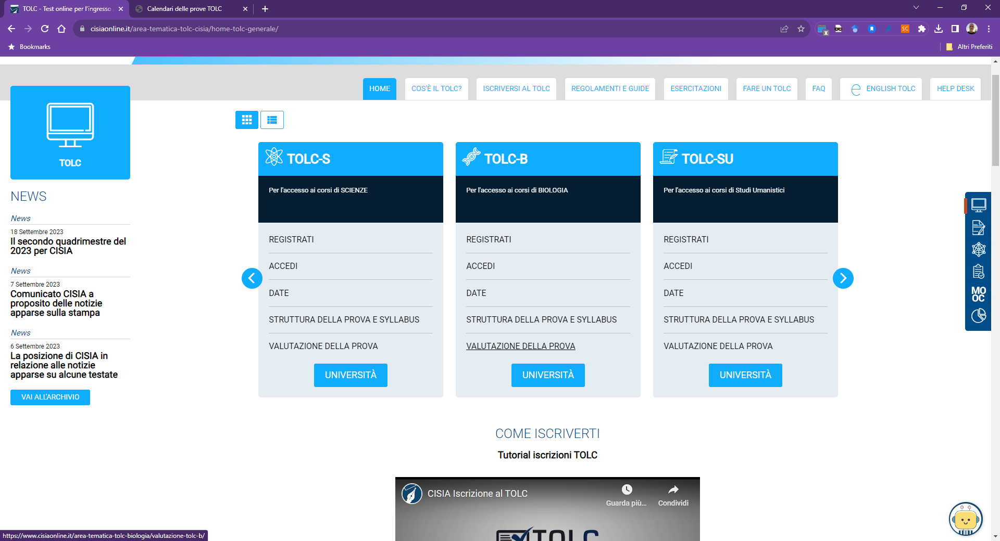 TOLC - Test online per l'ingresso
Calendari delle prove TOLC
cisiaonline.it/area-tematica-tolc-cisia/home-tolc-generale/
SC
x
Bookmarks
Altri Preferiti
HOME
COS'È IL TOLC?
ISCRIVERSI AL TOLC
REGOLAMENTI E GUIDE
ESERCITAZIONI
FARE UN TOLC
FAQ
ENGLISH TOLC
HELP DESK
TOLC
NEWS
News
18 Settembre 2023
Il secondo quadrimestre del
2023 per CISIA
News
7 Settembre 2023
Comunicato CISIA a
proposito delle notizie
apparse sulla stampa
News
6 Settembre 2023
La posizione di CISIA in
relazione alle notizie
apparse su alcune testate
VAI ALL'ARCHIVIO
TOLC-S
Per l'accesso ai corsi di SCIENZE
REGISTRATI
ACCEDI
DATE
STRUTTURA DELLA PROVA E SYLLABUS
VALUTAZIONE DELLA PROVA
UNIVERSITÀ
TOLC-B
Per l'accesso ai corsi di BIOLOGIA
REGISTRATI
ACCEDI
DATE
STRUTTURA DELLA PROVA E SYLLABUS
VALUTAZIONE DELLA PROVA
UNIVERSITÀ
TOLC-SU
Per l'accesso ai corsi di Studi Umanistici
REGISTRATI
ACCEDI
DATE
STRUTTURA DELLA PROVA E SYLLABUS
VALUTAZIONE DELLA PROVA
UNIVERSITÀ
MO
OC
COME ISCRIVERTI
Tutorial iscrizioni TOLC
CISIA Iscrizione al TOLC
Guarda più...
Condividi
TOLC
https://www.cisiaonline.it/area-tematica-tolc-biologia/valutazione-tolc-b/